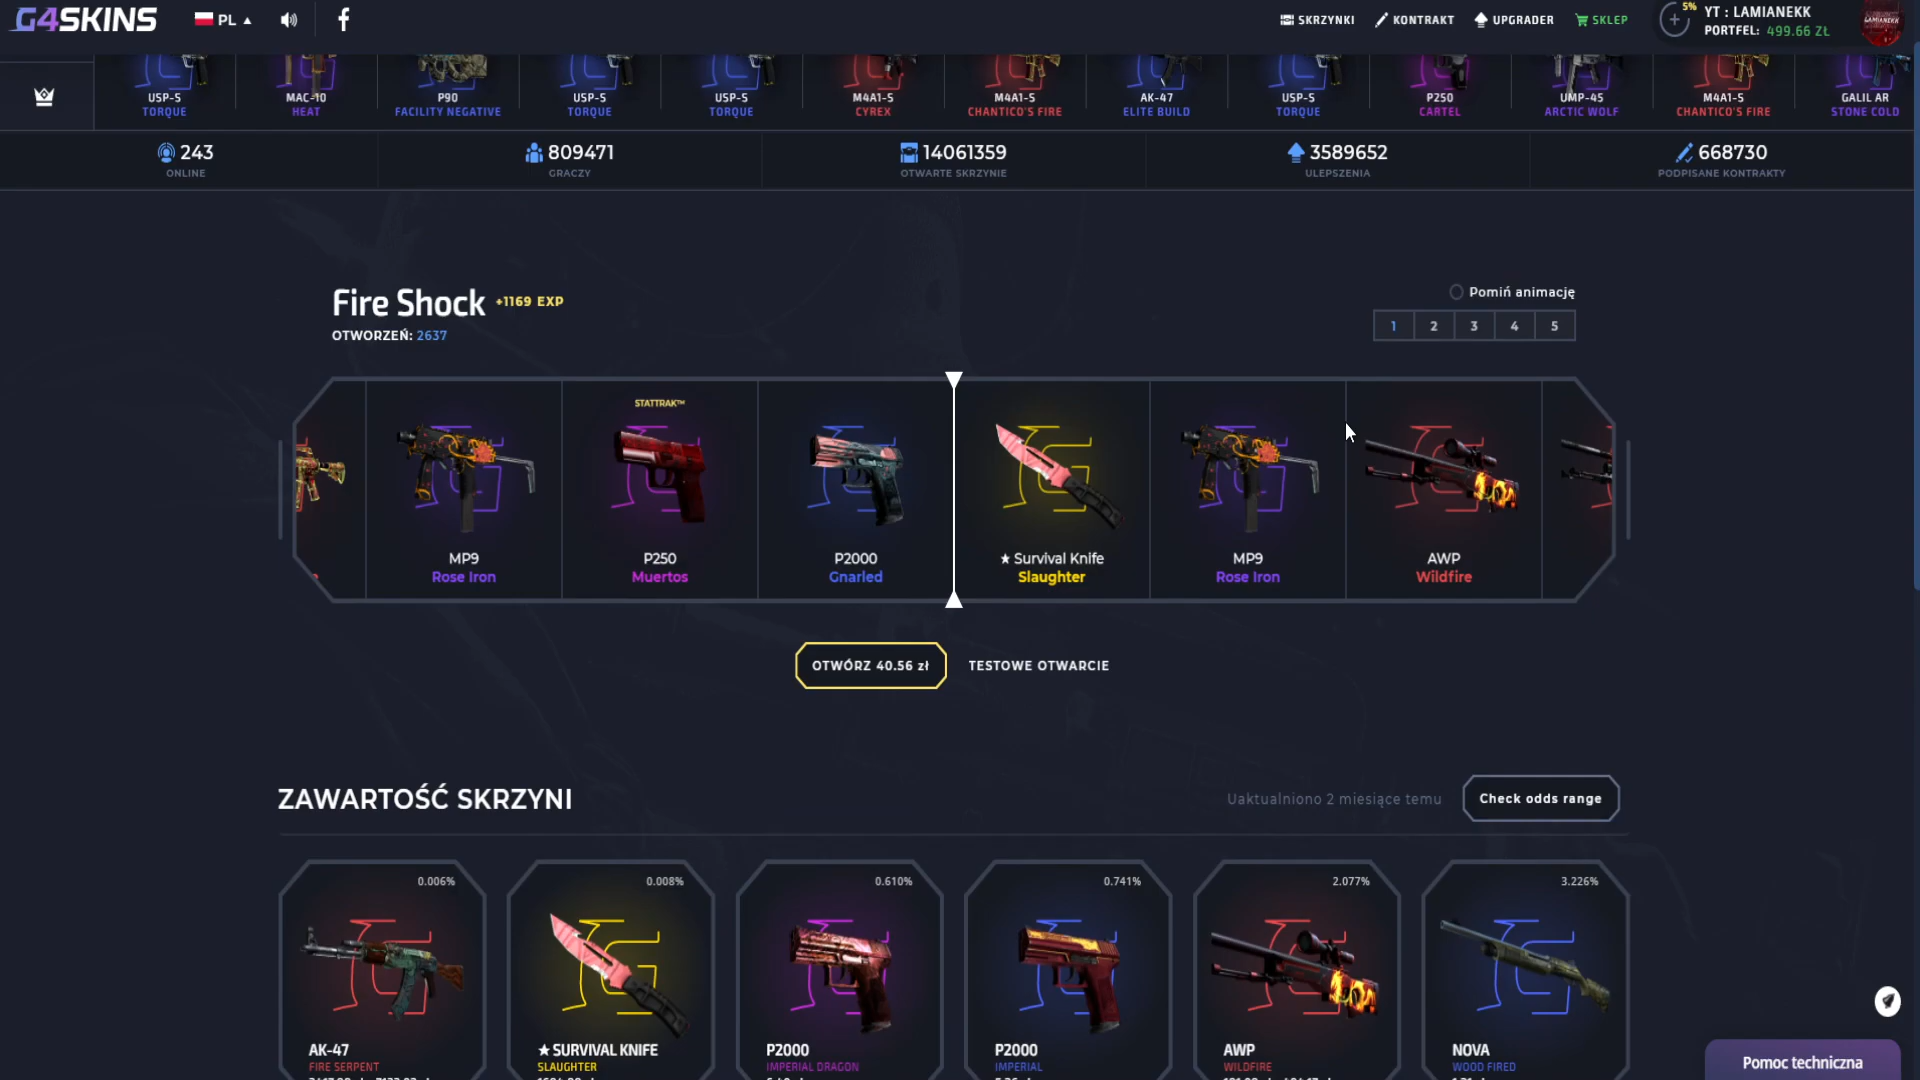 G4SKINS
PL
SKRZYNKI
KONTRAKT
UPGRADER
SKLEP
5%
YT : LAMIANEKK
PORTFEL: 499.66 ZŁ
USP-S
TORQUE
MAC-10
HEAT
P90
FACILITY NEGATIVE
USP-S
TORQUE
USP-S
TORQUE
M4A1-S
CYREX
M4A1-S
CHANTICO'S FIRE
AK-47
ELITE BUILD
USP-S
TORQUE
P250
CARTEL
UMP-45
ARCTIC WOLF
M4A1-S
CHANTICO'S FIRE
GALIL AR
STONE COLD
243
ONLINE
809471
GRACZY
14061359
OTWARTE SKRZYNIE
3589652
ULEPSZENIA
668730
PODPISANE KONTRAKTY
Fire Shock +1169 EXP
OTWORZEŃ: 2637
Pomiń animację
1 2 3 4 5
MP9
Rose Iron
STATTRAK™
P250
Muertos
P2000
Gnarled
★ Survival Knife
Slaughter
MP9
Rose Iron
AWP
Wildfire
OTWÓRZ 40.56 zł
TESTOWE OTWARCIE
ZAWARTOŚĆ SKRZYNI
Uaktualniono 2 miesiące temu
Check odds range
0.006%
AK-47
FIRE SERPENT
0.008%
★ SURVIVAL KNIFE
SLAUGHTER
0.610%
P2000
IMPERIAL DRAGON
0.741%
P2000
IMPERIAL
2.077%
AWP
WILDFIRE
3.226%
NOVA
WOOD FIRED
Pomoc techniczna